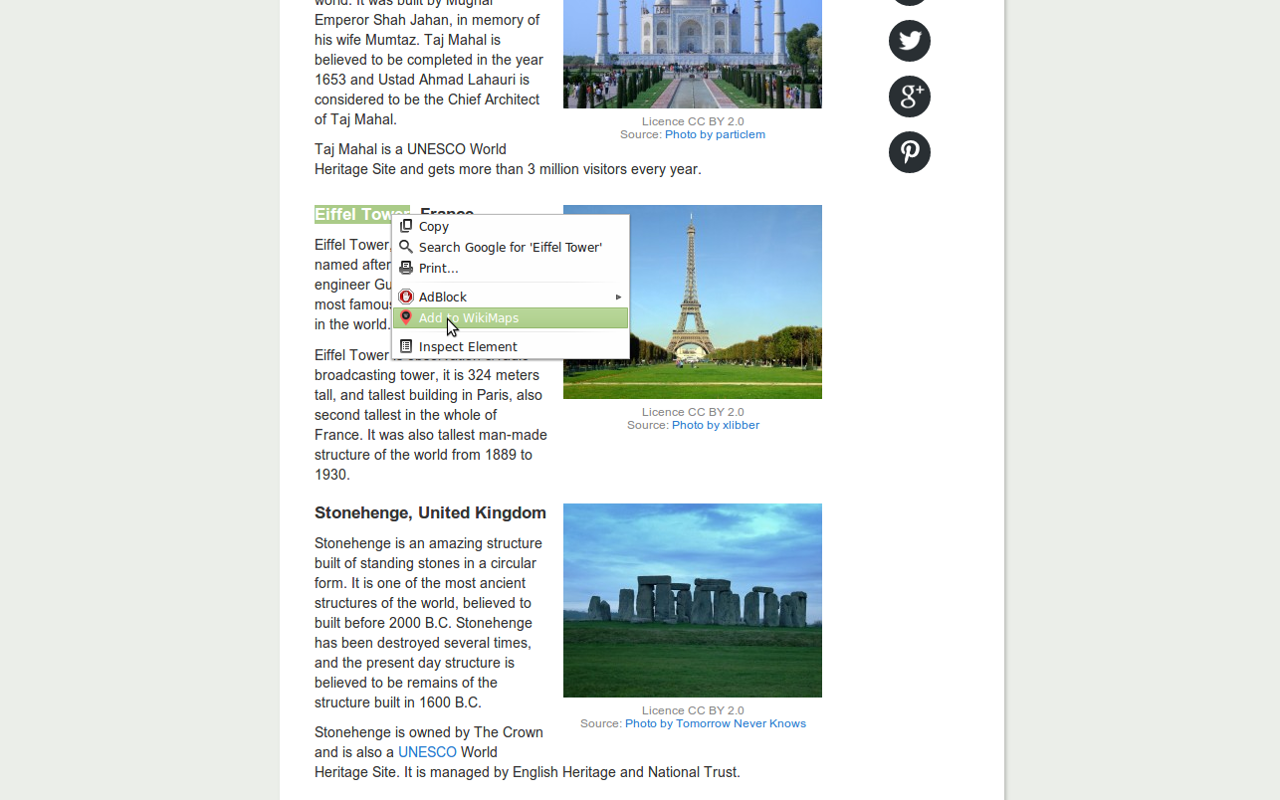 world. It was built by Mughal
Emperor Shah Jahan, in memory of
his wife Mumtaz. Taj Mahal is
believed to be completed in the year
1653 and Ustad Ahmad Lahauri is
considered to be the Chief Architect
of Taj Mahal.
Licence CC BY 2.0
Source: Photo by particlem
Taj Mahal is a UNESCO World
Heritage Site and gets more than 3 million visitors every year.
Eiffel Tower, France
Copy
Search Google for 'Eiffel Tower'
Print...
AdBlock
Add to WikiMaps
Inspect Element
Eiffel Tower,
named after
engineer
most
in the world.
Eiffel Tower
broadcasting tower, it is 324 meters
tall, and tallest building in Paris, also
second tallest in the whole of
France. It was also tallest man-made
structure of the world from 1889 to
1930.
Licence CC BY 2.0
Source: Photo by xlibber
Stonehenge, United Kingdom
Stonehenge is an amazing structure
built of standing stones in a circular
form. It is one of the most ancient
structures of the world, believed to
built before 2000 B.C. Stonehenge
has been destroyed several times,
and the present day structure is
believed to be remains of the
structure built in 1600 B.C.
Licence CC BY 2.0
Source: Photo by Tomorrow Never Knows
Stonehenge is owned by The Crown
and is also a UNESCO World
Heritage Site. It is managed by English Heritage and National Trust.